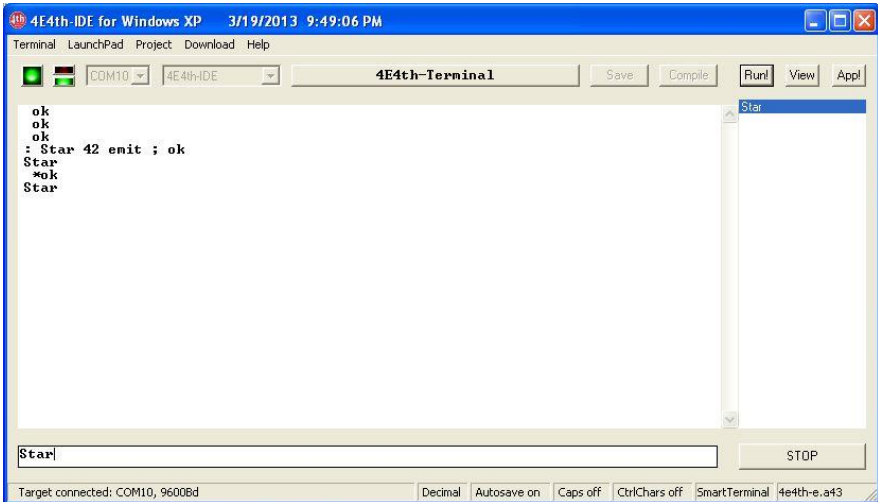 4th 4E4th-IDE for Windows XP 3/19/2013 9:49:06 PM
Terminal LaunchPad Project Download Help
COM10 4E4th-IDE 4E4th-Terminal Save Compile Run! View App!
ok
ok
ok
: Star 42 emit ; ok
Star
*ok
Star
Star
Star
STOP
Target connected: COM10, 9600Bd Decimal Autosave on Caps off CtrlChars off SmartTerminal 4e4th-e.a43